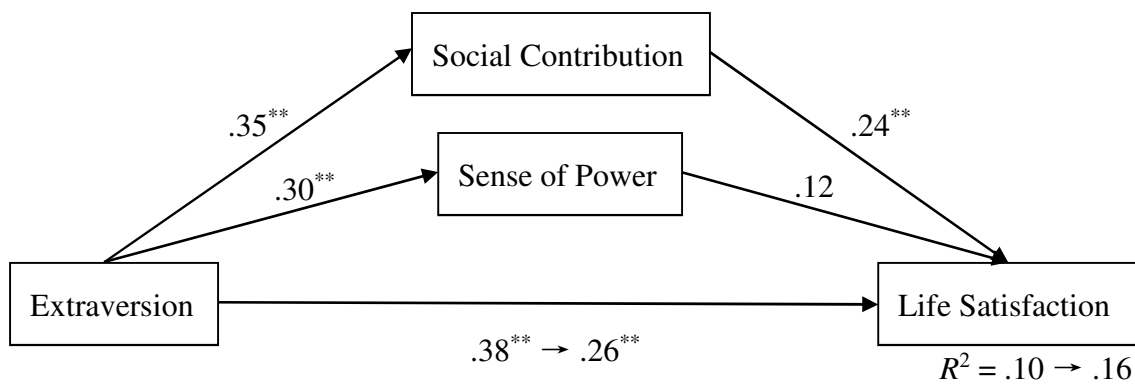 Social Contribution
.35**
.24**
Sense of Power
.30**
.12
Extraversion
Life Satisfaction
.38** → .26**
R² = .10 → .16